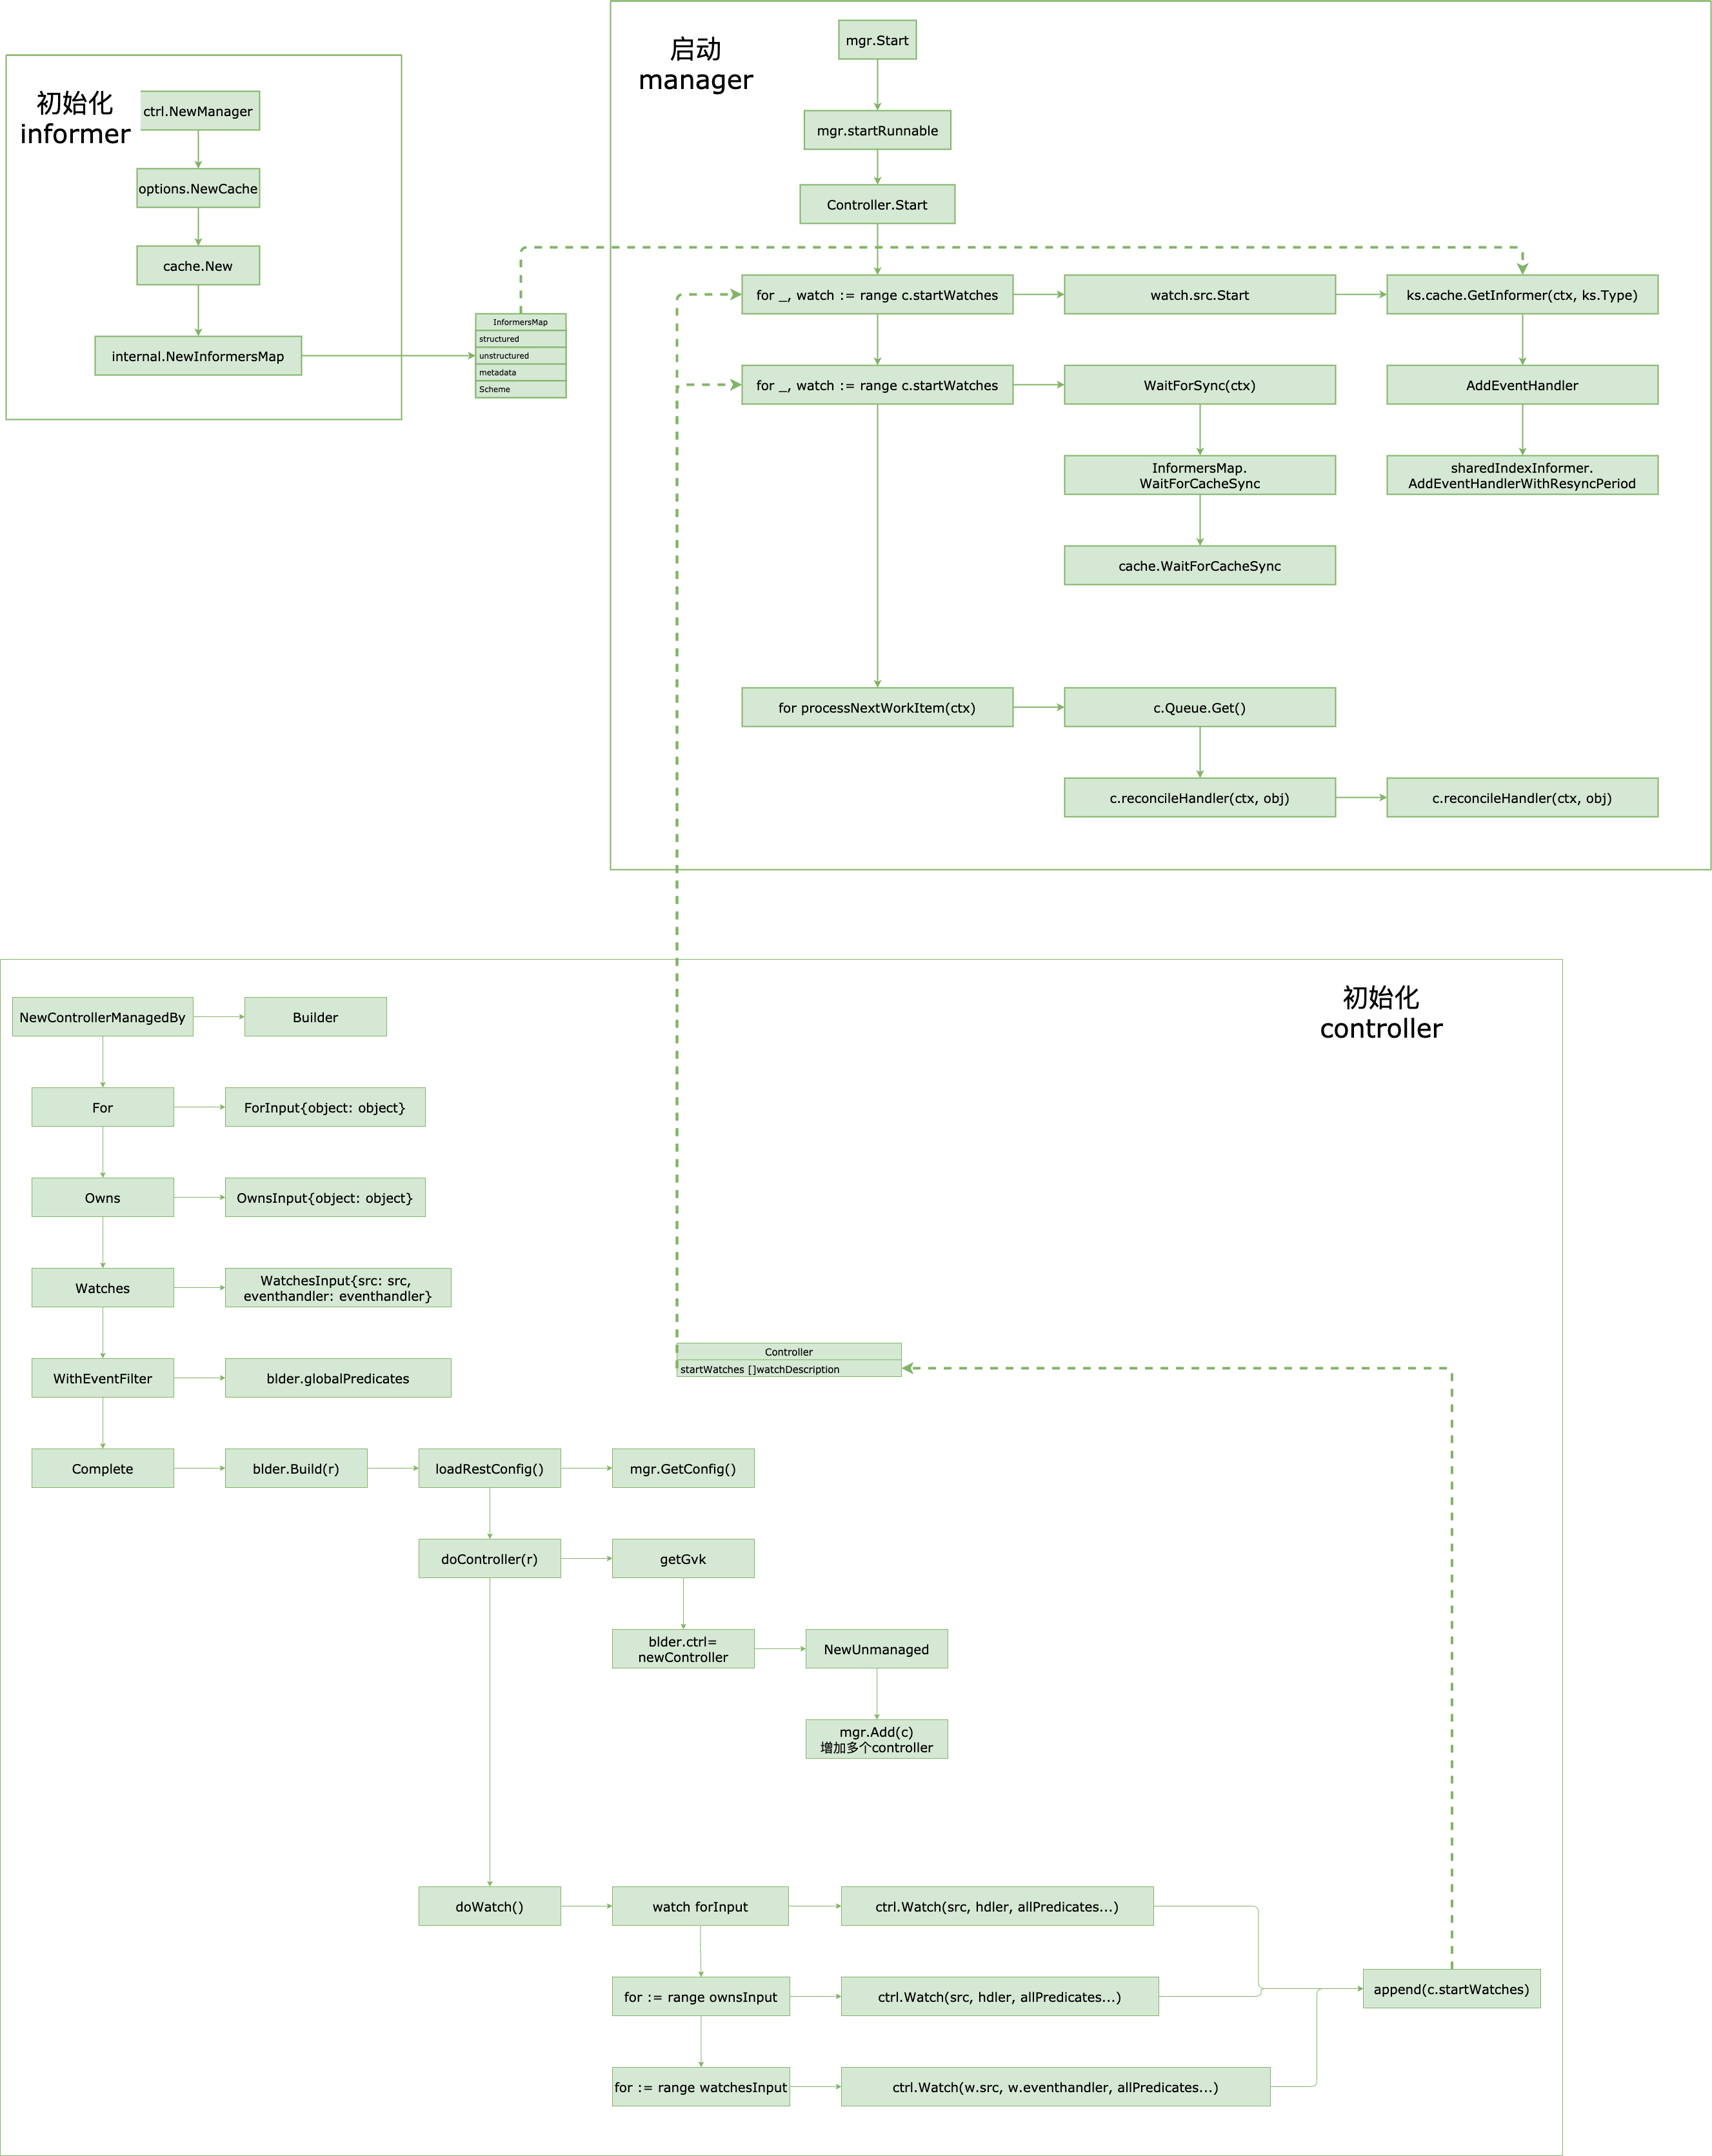 初始化
informer
ctrl.NewManager
options.NewCache
cache.New
internal.NewInformersMap
InformersMap
structured
unstructured
metadata
Scheme
启动
manager
mgr.Start
mgr.startRunnable
Controller.Start
for _, watch := range c.startWatches
watch.src.Start
ks.cache.GetInformer(ctx, ks.Type)
for _, watch := range c.startWatches
WaitForSync(ctx)
AddEventHandler
InformersMap.
WaitForCacheSync
sharedIndexInformer.
AddEventHandlerWithResyncPeriod
cache.WaitForCacheSync
for processNextWorkItem(ctx)
c.Queue.Get()
c.reconcileHandler(ctx, obj)
c.reconcileHandler(ctx, obj)
初始化
controller
NewControllerManagedBy
Builder
For
ForInput{object: object}
Owns
OwnsInput{object: object}
Watches
WatchesInput{src: src,
eventhandler: eventhandler}
Controller
startWatches []watchDescription
WithEventFilter
blder.globalPredicates
Complete
blder.Build(r)
loadRestConfig()
mgr.GetConfig()
doController(r)
getGvk
blder.ctrl=
newController
NewUnmanaged
mgr.Add(c)
增加多个controller
doWatch()
watch forInput
ctrl.Watch(src, hdler, allPredicates...)
for := range ownsInput
ctrl.Watch(src, hdler, allPredicates...)
append(c.startWatches)
for := range watchesInput
ctrl.Watch(w.src, w.eventhandler, allPredicates...)